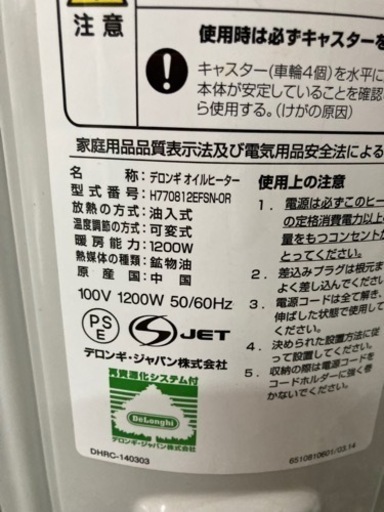 注意
使用時は必ずキャスターを
キャスター(車輪4個)を水平に
本体が安定していることを確認
ら使用する。(けがの原因)
家庭用品品質表示法及び電気用品安全法による
名称:デロンギ オイルヒーター
型式番号:H770812EFSN-OR
放熱の方式:油入式
温度調節の方式:可変式
暖房能力:1200W
熱媒体の種類:鉱物油
原産国:中国
100V 1200W 50/60Hz
PS
E
S JET
デロンギ・ジャパン株式会社
再資源化システム付
DeLonghi
デロンギ・ジャパン株式会社
DHRC-140303
使用上の注意
1. 電源は必ずこのヒー
の定格消費電力以上
量をもつコンセントか
とってください。
2. 差込みプラグは根元ま
よく差し込んでください
3. 電源コードは全て解き、
伸ばした状態で使用して
ください。
4. 決められた設置方法に従
って設置してください。
5. 収納の際は電源コードを
コードホルダーに強く巻
かないでください。
6510810601/03.14